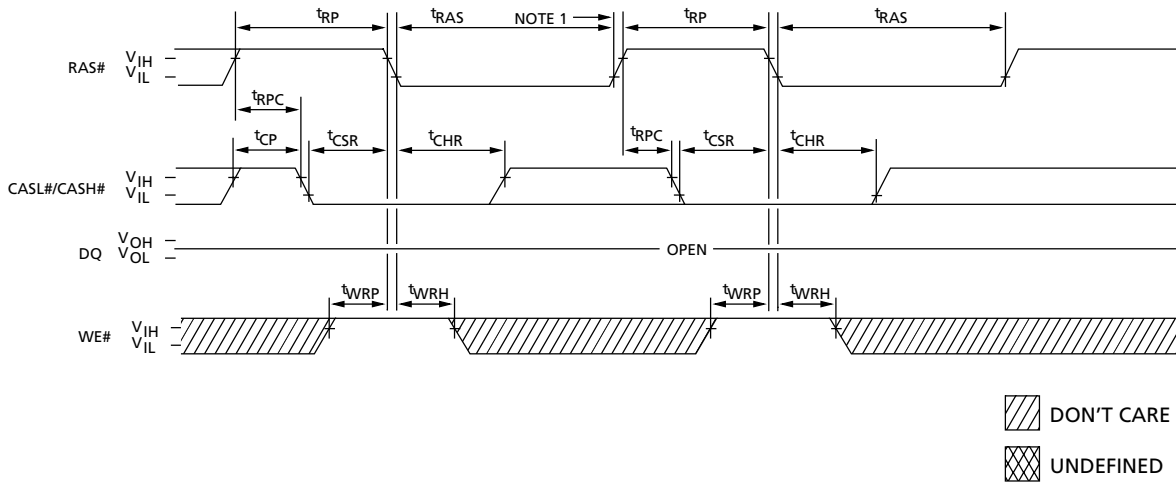 tRP tRAS NOTE 1 tRP tRAS
RAS# VIH
VIL
tRPC
tCP tCSR tCHR tRPC tCSR tCHR
CASL#/CASH# VIH
VIL
DQ VOH
VOL
OPEN
tWRP tWRH tWRP tWRH
WE# VIH
VIL
DON'T CARE
UNDEFINED